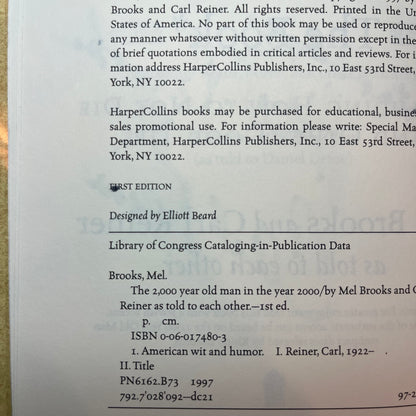 Brooks and Carl Reiner. All rights reserved. Printed in the
States of America. No part of this book may be used or reproduce
any manner whatsoever without written permission except in the
of brief quotations embodied in critical articles and reviews. For
mation address HarperCollins Publishers, Inc., 10 East 53rd Street,
York, NY 10022.
HarperCollins books may be purchased for educational, busine
sales promotional use. For information please write: Special Ma
Department, HarperCollins Publishers, Inc., 10 East 53rd Street,
York, NY 10022.
FIRST EDITION
Designed by Elliott Beard
Library of Congress Cataloging-in-Publication Data
Brooks, Mel.
The 2,000 year old man in the year 2000/by Mel Brooks and
Reiner as told to each other.—1st ed.
p. cm.
ISBN 0-06-017480-3
1. American wit and humor. I. Reiner, Carl, 1922– .
II. Title
PN6162.B73 1997
792.7'028'092—dc21 97-2